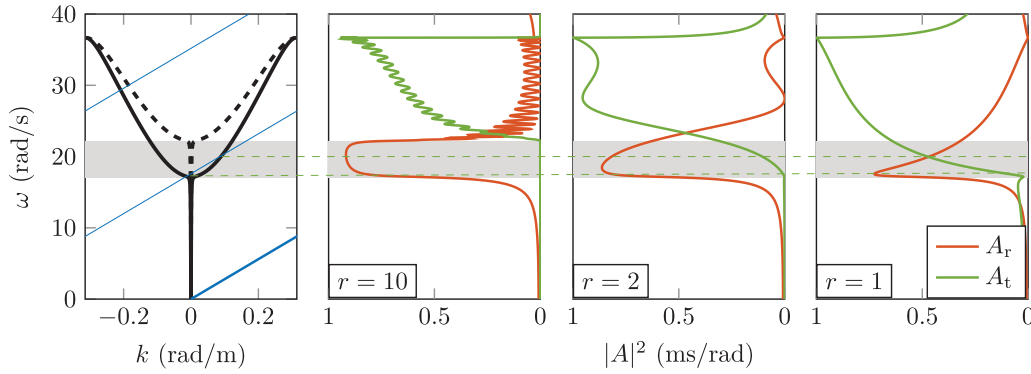 40
30
20
10
0
ω (rad/s)
−0.2 0 0.2
k (rad/m)
r = 10
1 0.5 0
r = 2
1 0.5 0
|A|² (ms/rad)
r = 1
A_r
A_t
1 0.5 0